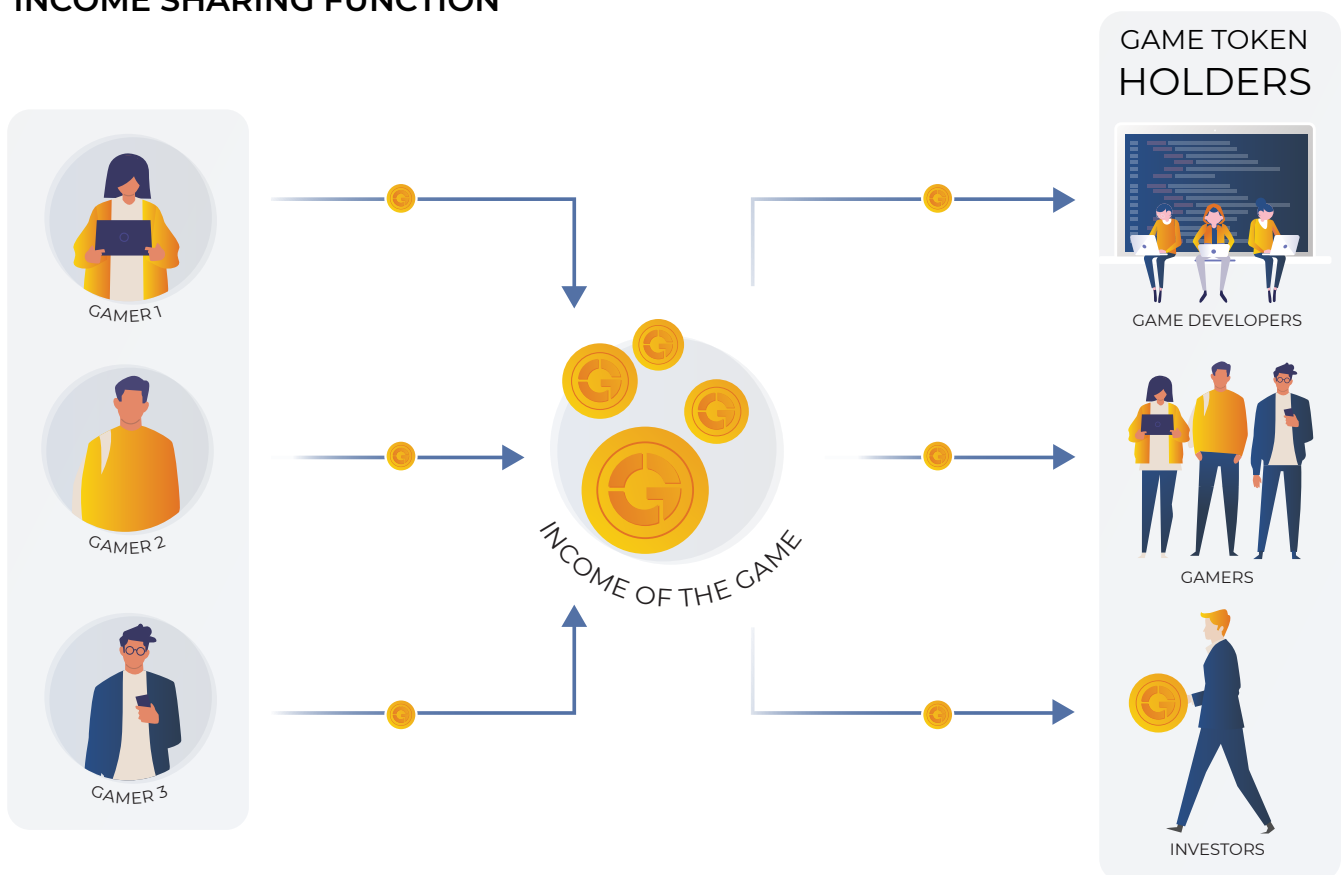 INCOME SHARING FUNCTION
GAME TOKEN
HOLDERS
GAMER 1
GAMER 2
GAMER 3
INCOME OF THE GAME
GAME DEVELOPERS
GAMERS
INVESTORS